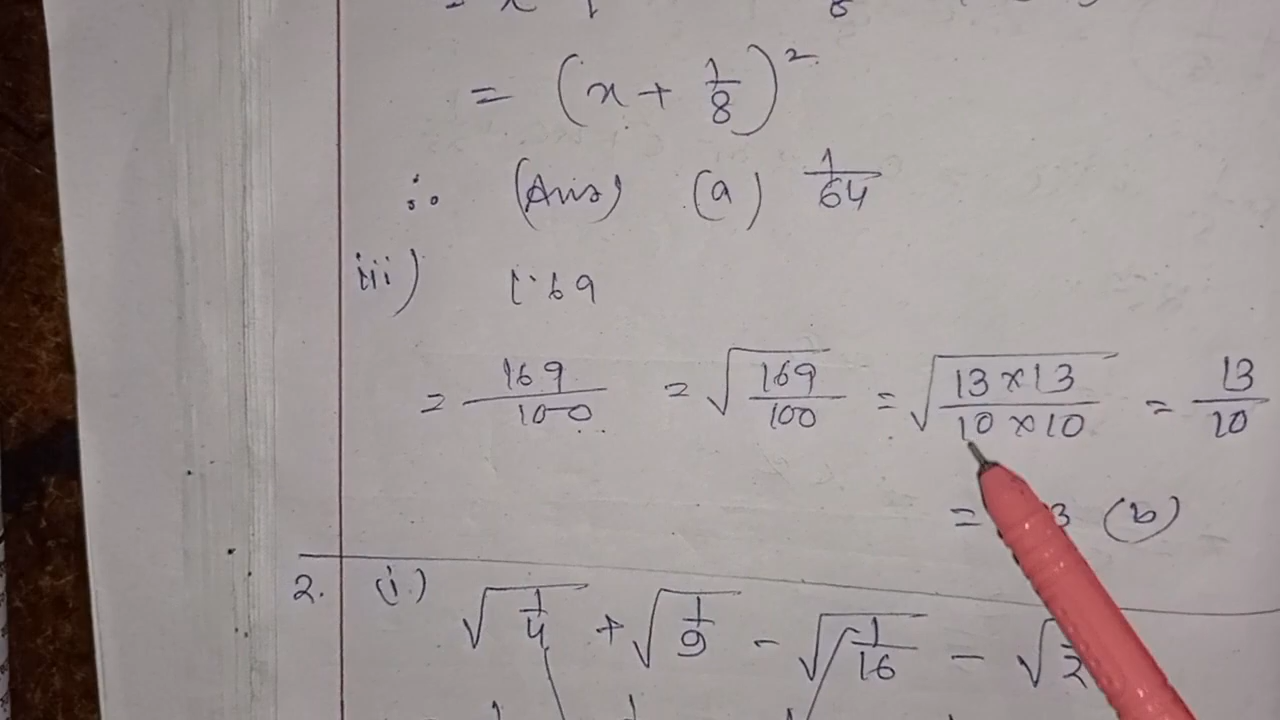 = (x + 1/8)²
∴ (Ans) (a) 1/64
iii) 1.69
= 169/100 = √(169/100) = √(13×13/10×10) = 13/10
= 3 (b)
2. (i.) √(1/4) + √(1/9) - √(1/16) - √